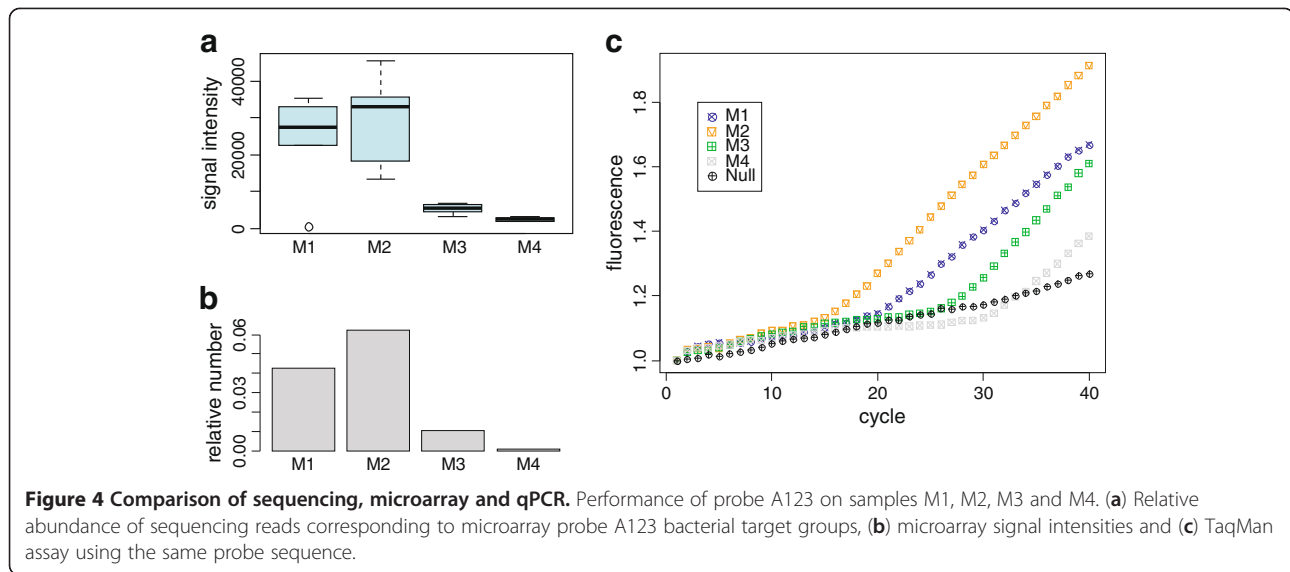 a
signal intensity
40000
20000
0
M1 M2 M3 M4
b
relative number
0.06
0.03
0.00
M1 M2 M3 M4
c
fluorescence
1.8
1.6
1.4
1.2
1.0
M1
M2
M3
M4
Null
0 10 20 30 40
cycle
Figure 4 Comparison of sequencing, microarray and qPCR. Performance of probe A123 on samples M1, M2, M3 and M4. (a) Relative
abundance of sequencing reads corresponding to microarray probe A123 bacterial target groups, (b) microarray signal intensities and (c) TaqMan
assay using the same probe sequence.